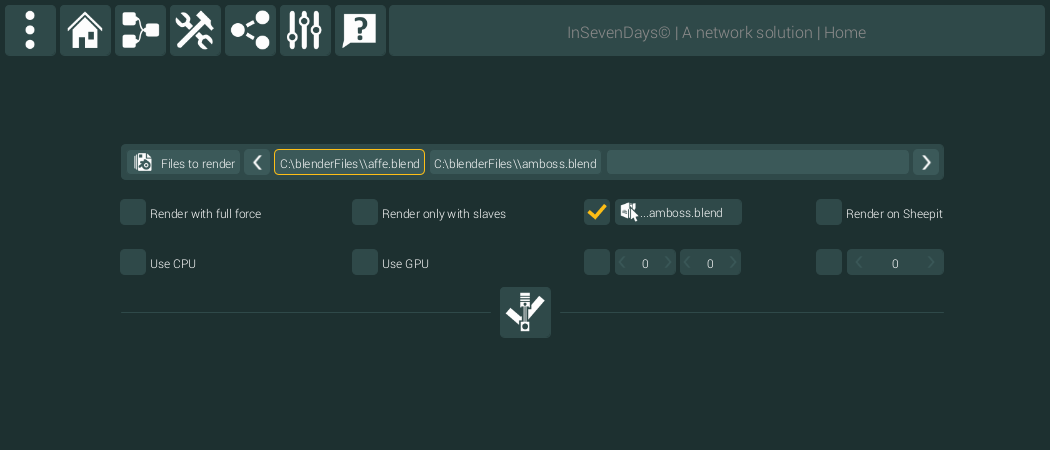 InSevenDays© | A network solution | Home
Files to render C:\blenderFiles\\affe.blend C:\blenderFiles\\amboss.blend
Render with full force Render only with slaves ...amboss.blend Render on Sheepit
Use CPU Use GPU 0 0 0